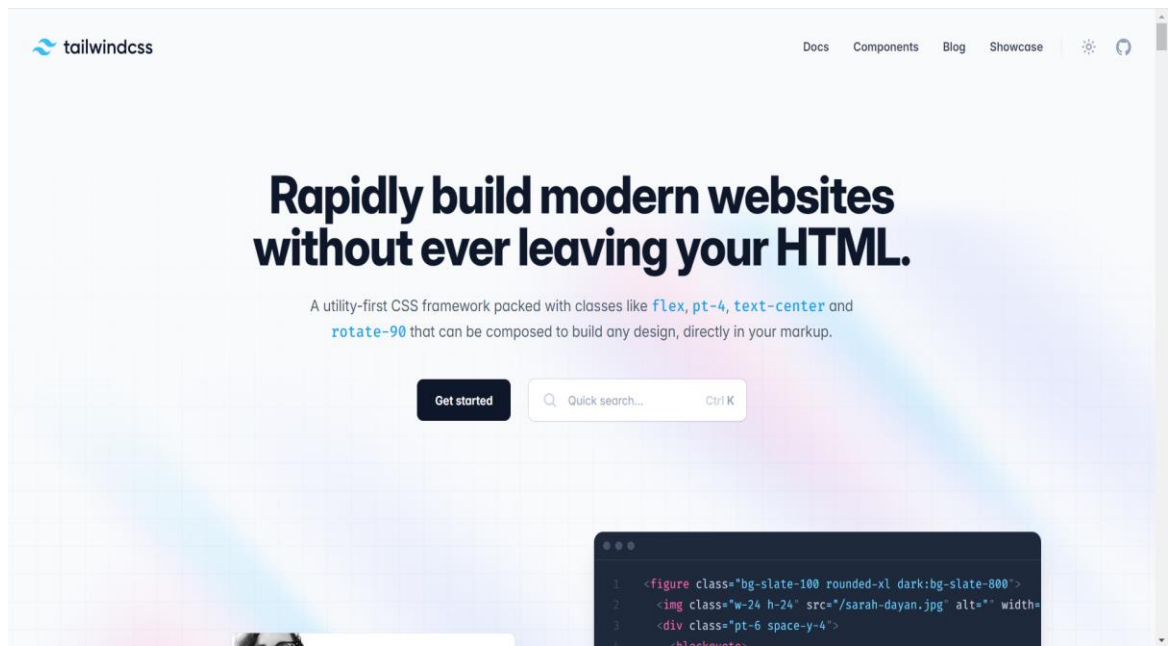 tailwindcss
Docs Components Blog Showcase
Rapidly build modern websites
without ever leaving your HTML.
A utility-first CSS framework packed with classes like flex, pt-4, text-center and
rotate-90 that can be composed to build any design, directly in your markup.
Get started
Quick search... Ctrl K
1 <figure class="bg-slate-100 rounded-xl dark:bg-slate-800">
2 <img class="w-24 h-24" src="/sarah-dayan.jpg" alt="" width=
3 <div class="pt-6 space-y-4">
<blockquote>